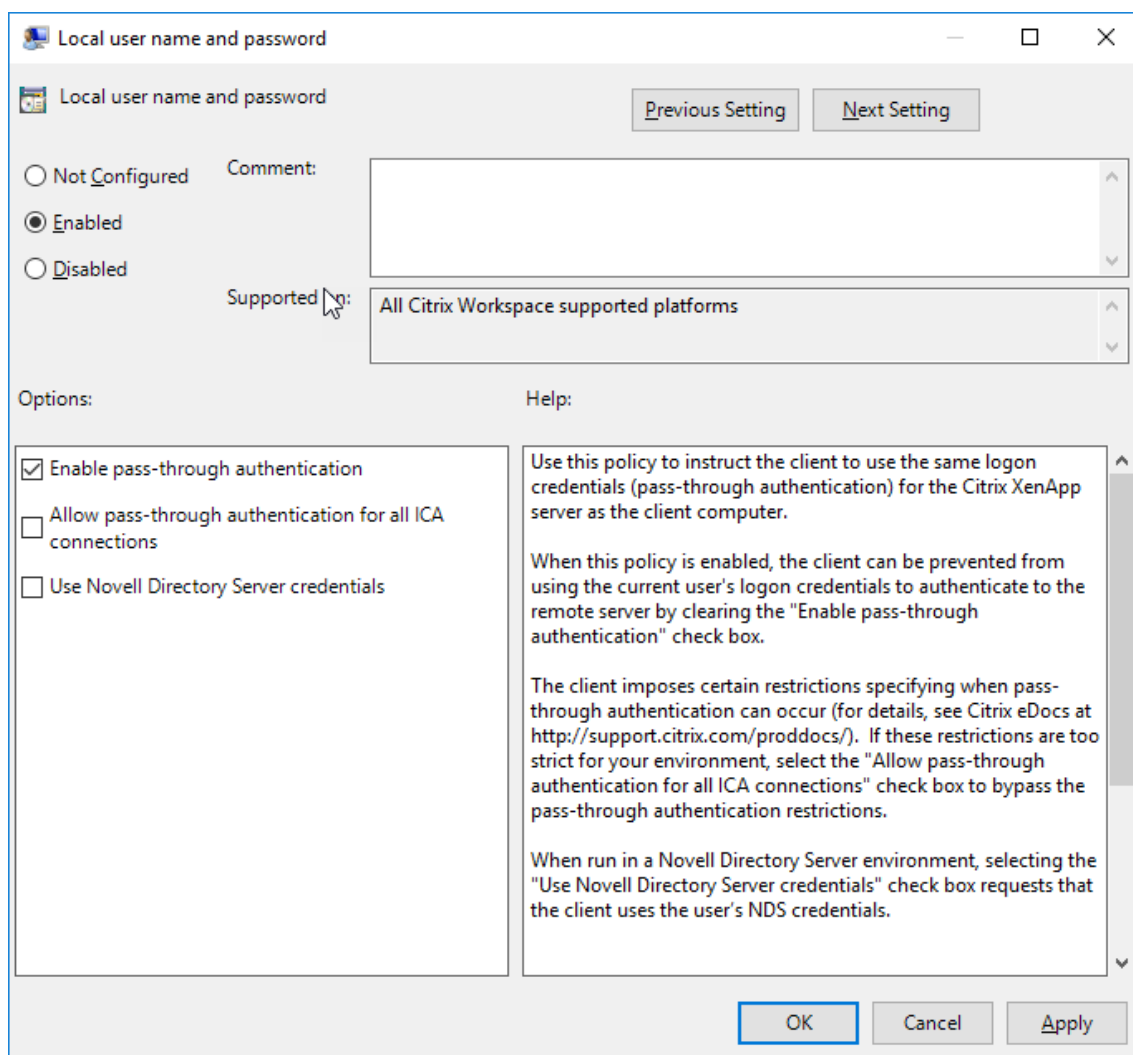 Local user name and password
Local user name and password
Previous Setting
Next Setting
Not Configured
Comment:
Enabled
Disabled
Supported
All Citrix Workspace supported platforms
Options:
Help:
Enable pass-through authentication
Allow pass-through authentication for all ICA
connections
Use Novell Directory Server credentials
Use this policy to instruct the client to use the same logon
credentials (pass-through authentication) for the Citrix XenApp
server as the client computer.
When this policy is enabled, the client can be prevented from
using the current user's logon credentials to authenticate to the
remote server by clearing the "Enable pass-through
authentication" check box.
The client imposes certain restrictions specifying when pass-
through authentication can occur (for details, see Citrix eDocs at
http://support.citrix.com/proddocs/).  If these restrictions are too
strict for your environment, select the "Allow pass-through
authentication for all ICA connections" check box to bypass the
pass-through authentication restrictions.
When run in a Novell Directory Server environment, selecting the
"Use Novell Directory Server credentials" check box requests that
the client uses the user's NDS credentials.
OK
Cancel
Apply